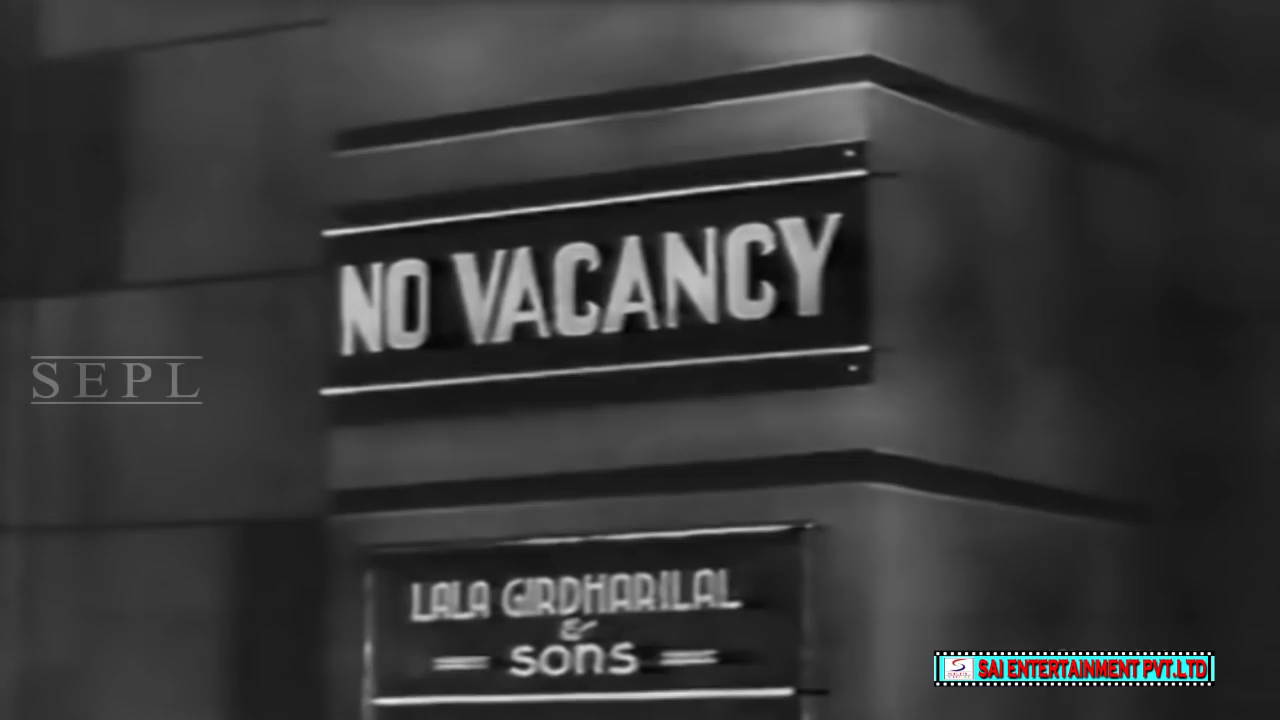 NO VACANCY
SEPL
LALA GIRDHARILAL
&
SONS
SAI ENTERTAINMENT PVT.LTD